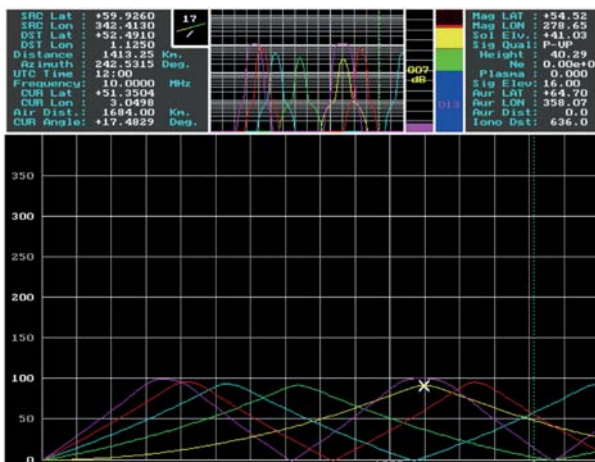 SRC Lat : +59.9260
SRC Lon : 342.4130
DST Lat : +52.4910
DST Lon : 1.1250
Distance : 1413.25 Km.
Azimuth : 242.5315 Deg.
UTC Time : 12:00
Frequency: 10.0000 MHz
CUR Lat : +51.3504
CUR Lon : 3.0498
Air Dist.: 1684.00 Km.
CUR Angle: +17.4829 Deg.
17
007
dB
013
Mag LAT : +54.52
Mag LON : 278.65
Sol Elv.: +41.03
Sig Qual: P-UP
Height : 40.29
Ne : 0.00e+0
Plasma : 0.000
Sig Elev: 16.00
Aur LAT : +64.70
Aur LON : 358.07
Aur Dist: 0.0
Iono Dst: 636.0
350
300
250
200
150
100
50
0